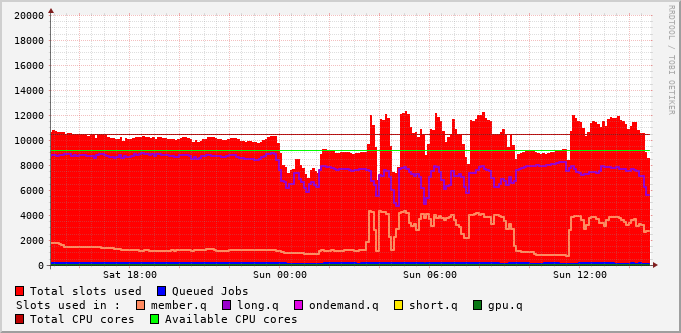 20000
18000
16000
14000
12000
10000
8000
6000
4000
2000
0
Sat 18:00 Sun 00:00 Sun 06:00 Sun 12:00
Total slots used Queued Jobs
Slots used in : member.q long.q ondemand.q short.q gpu.q
Total CPU cores Available CPU cores
RRDTOOL / TOBI OETIKER